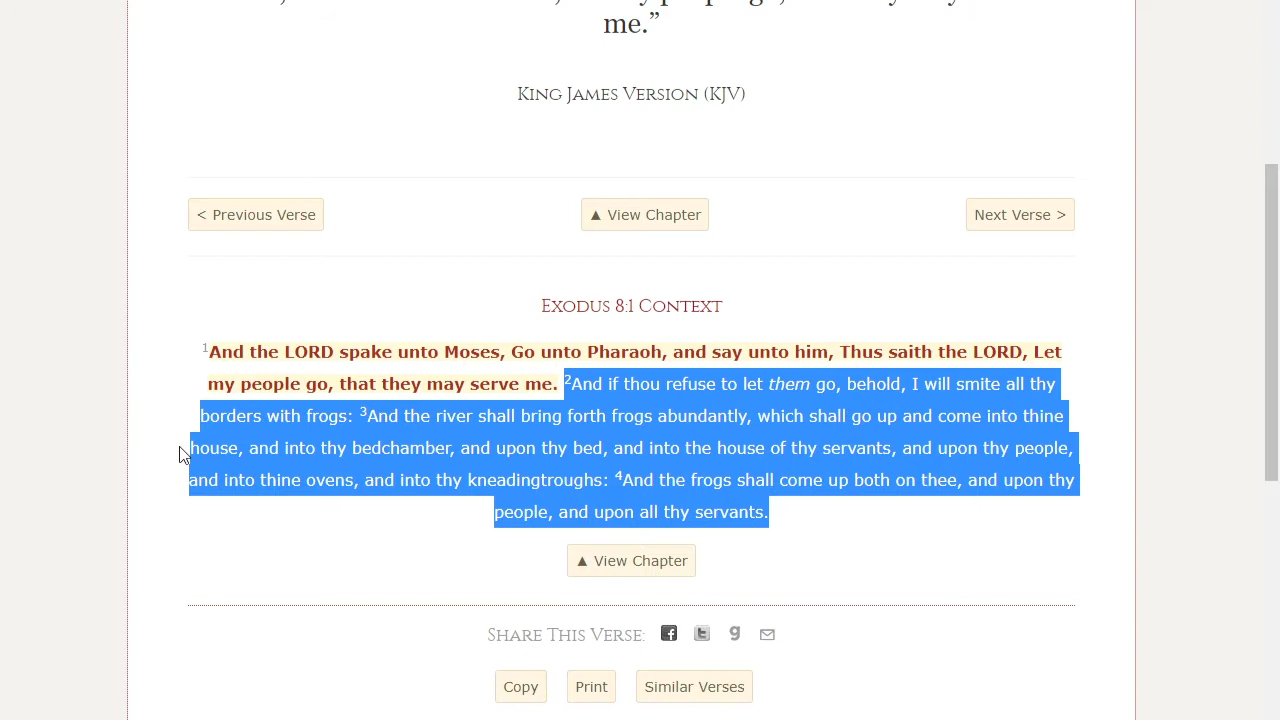 me.”
King James Version (KJV)
< Previous Verse
▲ View Chapter
Next Verse >
Exodus 8:1 Context
1And the LORD spake unto Moses, Go unto Pharaoh, and say unto him, Thus saith the LORD, Let
my people go, that they may serve me. 2And if thou refuse to let them go, behold, I will smite all thy
borders with frogs: 3And the river shall bring forth frogs abundantly, which shall go up and come into thine
house, and into thy bedchamber, and upon thy bed, and into the house of thy servants, and upon thy people,
and into thine ovens, and into thy kneadingtroughs: 4And the frogs shall come up both on thee, and upon thy
people, and upon all thy servants.
▲ View Chapter
Share This Verse:
Copy
Print
Similar Verses